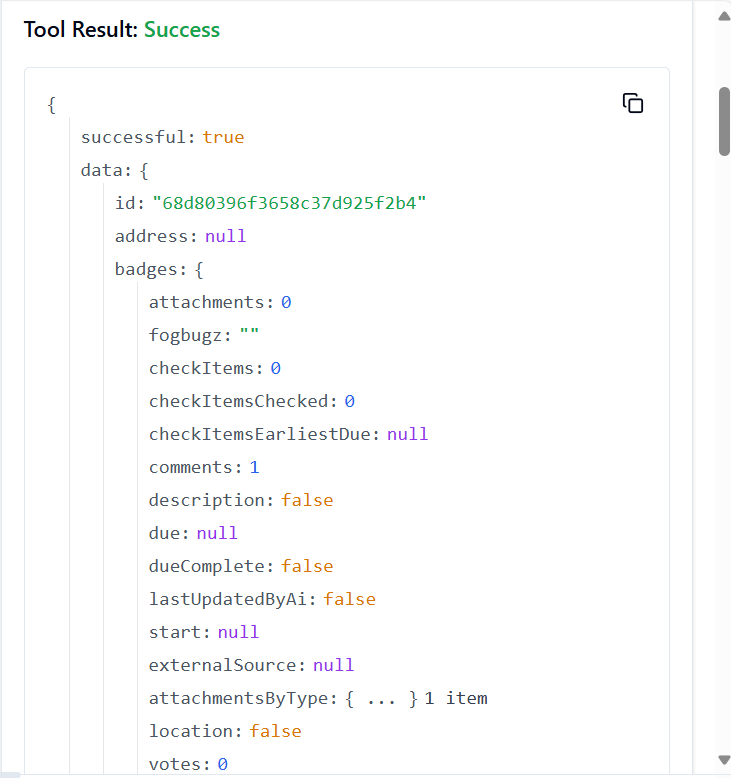 Tool Result: Success
{
successful: true
data: {
id: "68d80396f3658c37d925f2b4"
address: null
badges: {
attachments: 0
fogbugz: ""
checkItems: 0
checkItemsChecked: 0
checkItemsEarliestDue: null
comments: 1
description: false
due: null
dueComplete: false
lastUpdatedByAi: false
start: null
externalSource: null
attachmentsByType: { ... } 1 item
location: false
votes: 0